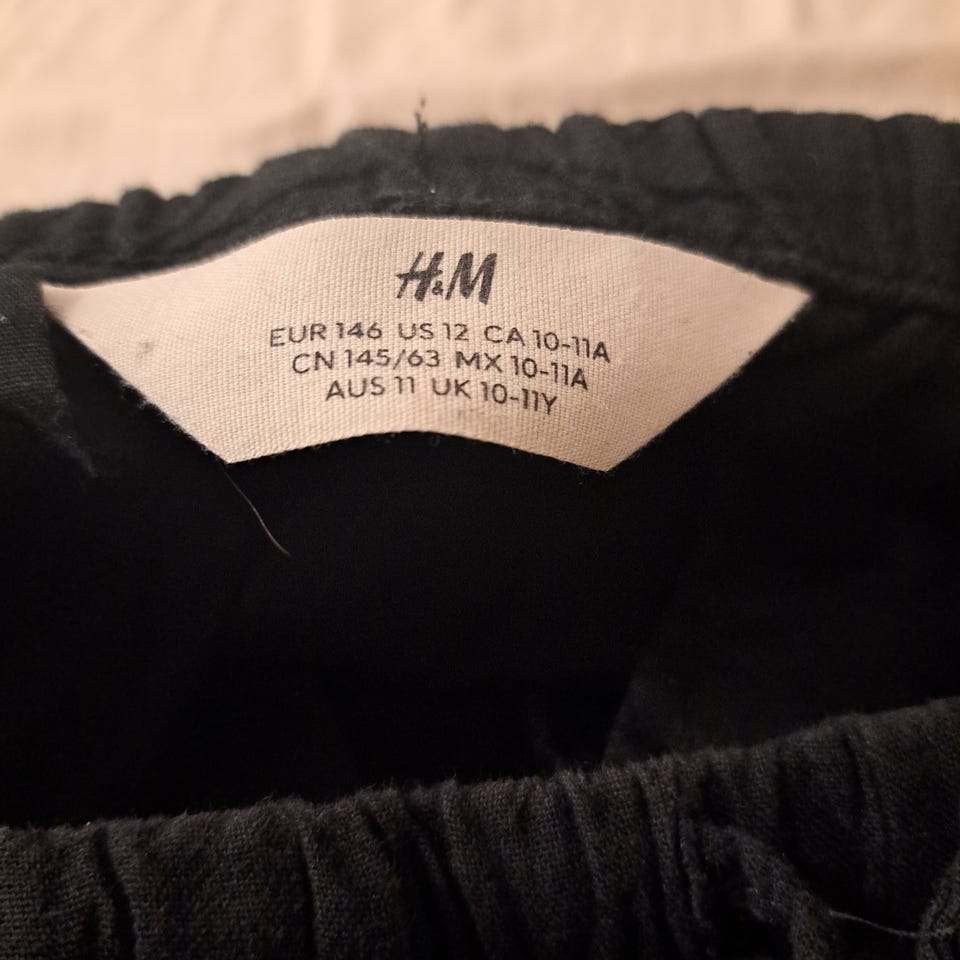 H&M
EUR 146 US 12 CA 10-11A
CN 145/63 MX 10-11A
AUS 11 UK 10-11Y